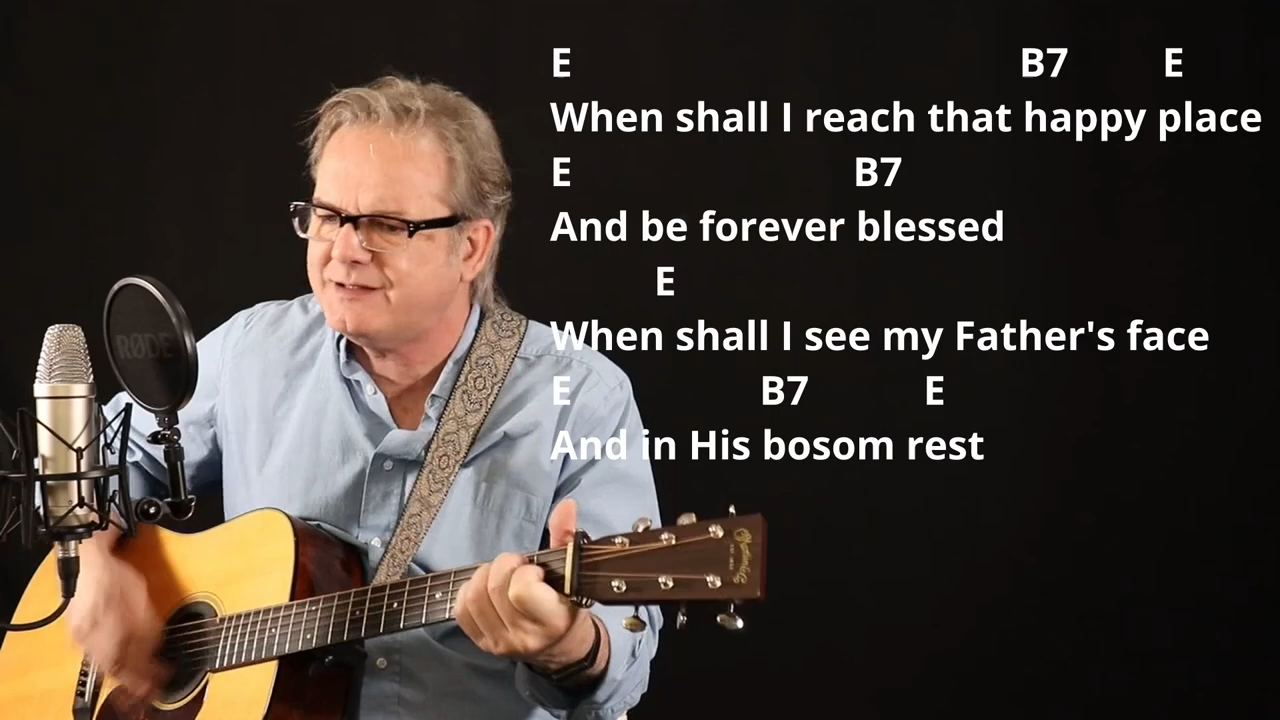 E B7 E
When shall I reach that happy place
E B7
And be forever blessed
E
When shall I see my Father's face
E B7 E
And in His bosom rest
RØDE